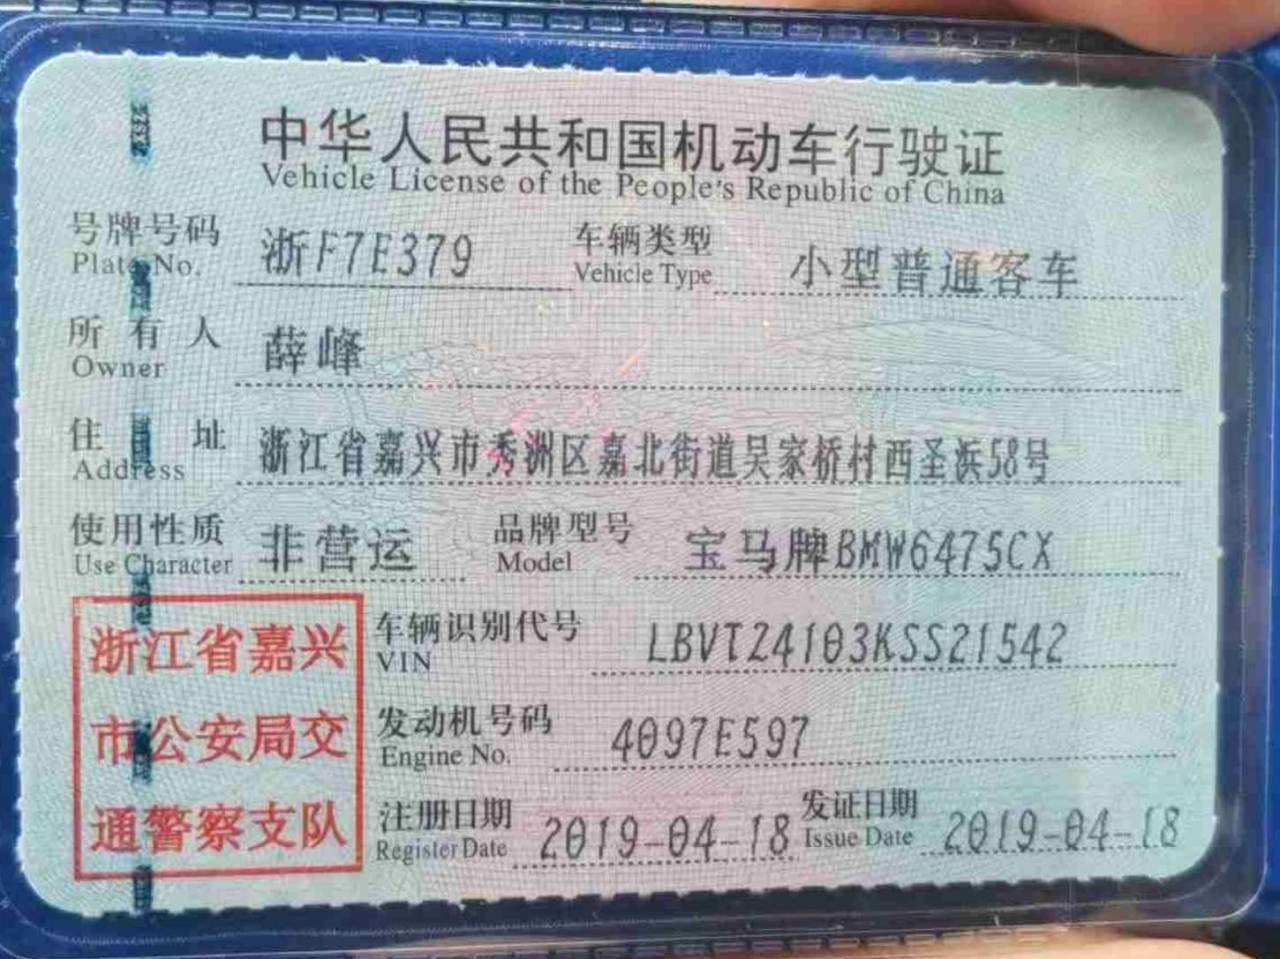 中华人民共和国机动车行驶证
Vehicle License of the People's Republic of China
号牌号码 浙F7E379 车辆类型 小型普通客车
Plate No. Vehicle Type
所有人 薛峰
Owner
住址 浙江省嘉兴市秀洲区嘉北街道吴家桥村西圣浜58号
Address
使用性质 非营运 品牌型号 宝马牌BMW6475CX
Use Character Model
浙江省嘉兴
市公安局交
通警察支队
车辆识别代号 LBVTZ4103KSS21542
VIN
发动机号码 4097E597
Engine No.
注册日期 2019-04-18 发证日期 2019-04-18
Register Date Issue Date